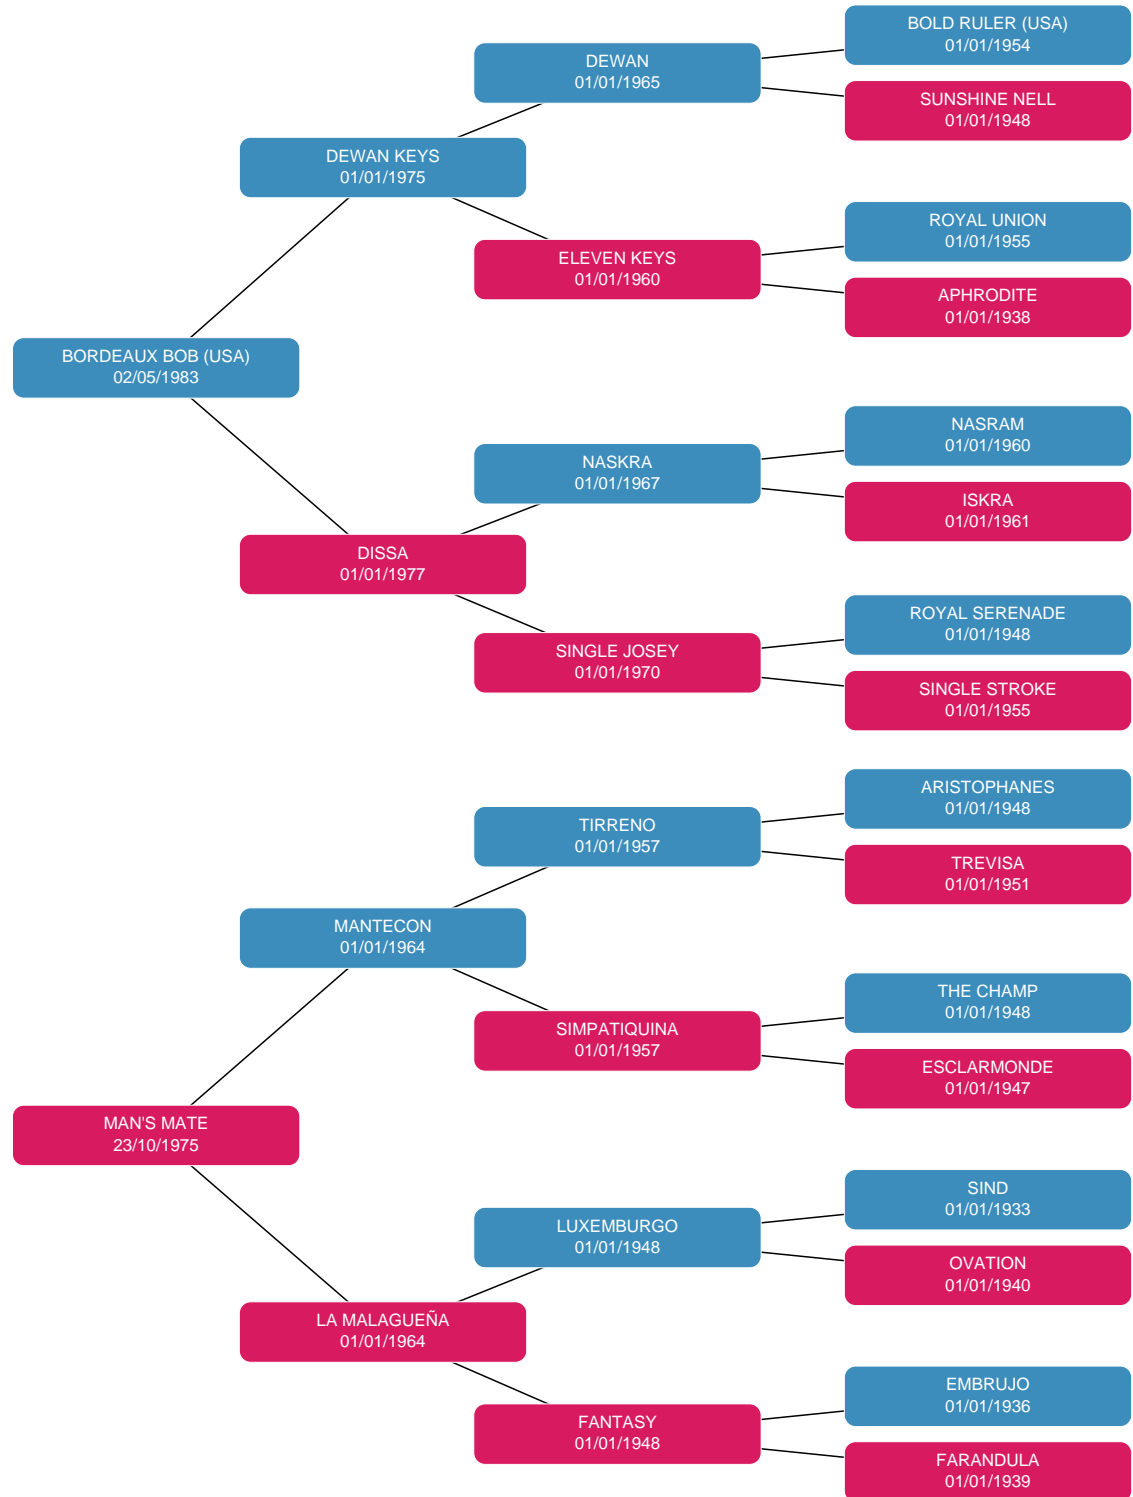 BOLD RULER (USA)
01/01/1954
DEWAN
01/01/1965
SUNSHINE NELL
01/01/1948
DEWAN KEYS
01/01/1975
ROYAL UNION
01/01/1955
ELEVEN KEYS
01/01/1960
APHRODITE
01/01/1938
BORDEAUX BOB (USA)
02/05/1983
NASRAM
01/01/1960
NASKRA
01/01/1967
ISKRA
01/01/1961
DISSA
01/01/1977
ROYAL SERENADE
01/01/1948
SINGLE JOSEY
01/01/1970
SINGLE STROKE
01/01/1955
ARISTOPHANES
01/01/1948
TIRRENO
01/01/1957
TREVISA
01/01/1951
MANTECON
01/01/1964
THE CHAMP
01/01/1948
SIMPATIQUINA
01/01/1957
ESCLARMONDE
01/01/1947
MAN'S MATE
23/10/1975
SIND
01/01/1933
LUXEMBURGO
01/01/1948
OVATION
01/01/1940
LA MALAGUEÑA
01/01/1964
EMBRUJO
01/01/1936
FANTASY
01/01/1948
FARANDULA
01/01/1939